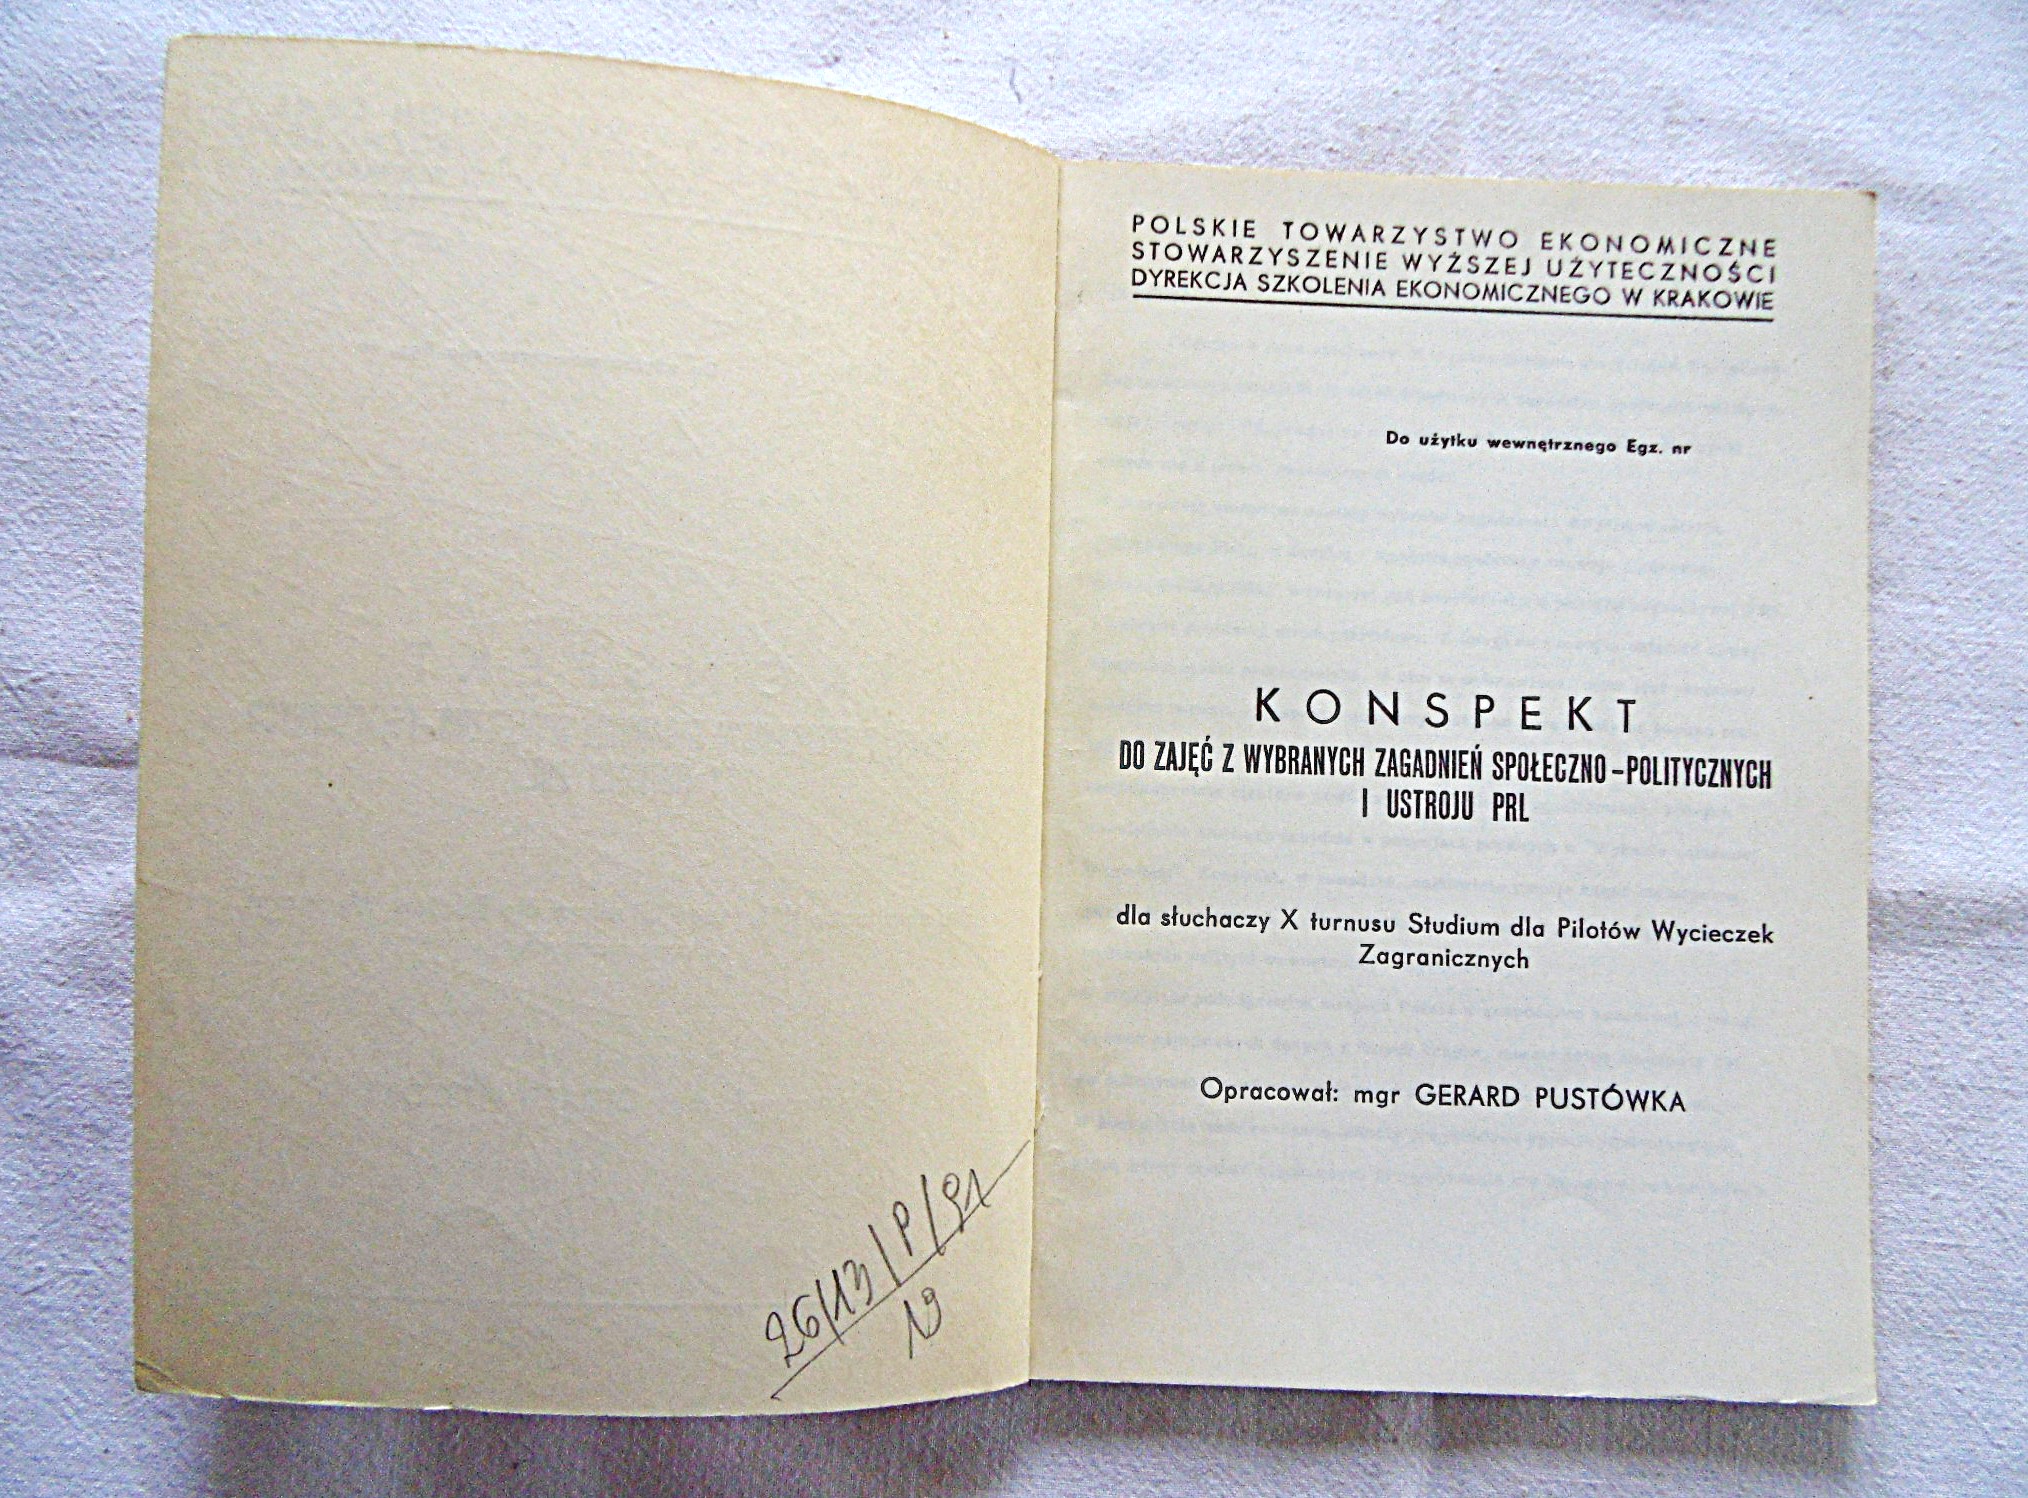 26/13/P/91
19
POLSKIE TOWARZYSTWO EKONOMICZNE
STOWARZYSZENIE WYŻSZEJ UŻYTECZNOŚCI
DYREKCJA SZKOLENIA EKONOMICZNEGO W KRAKOWIE
Do użytku wewnętrznego Egz. nr
KONSPEKT
DO ZAJĘĆ Z WYBRANYCH ZAGADNIEŃ SPOŁECZNO-POLITYCZNYCH
I USTROJU PRL
dla słuchaczy X turnusu Studium dla Pilotów Wycieczek
Zagranicznych
Opracował: mgr GERARD PUSTÓWKA